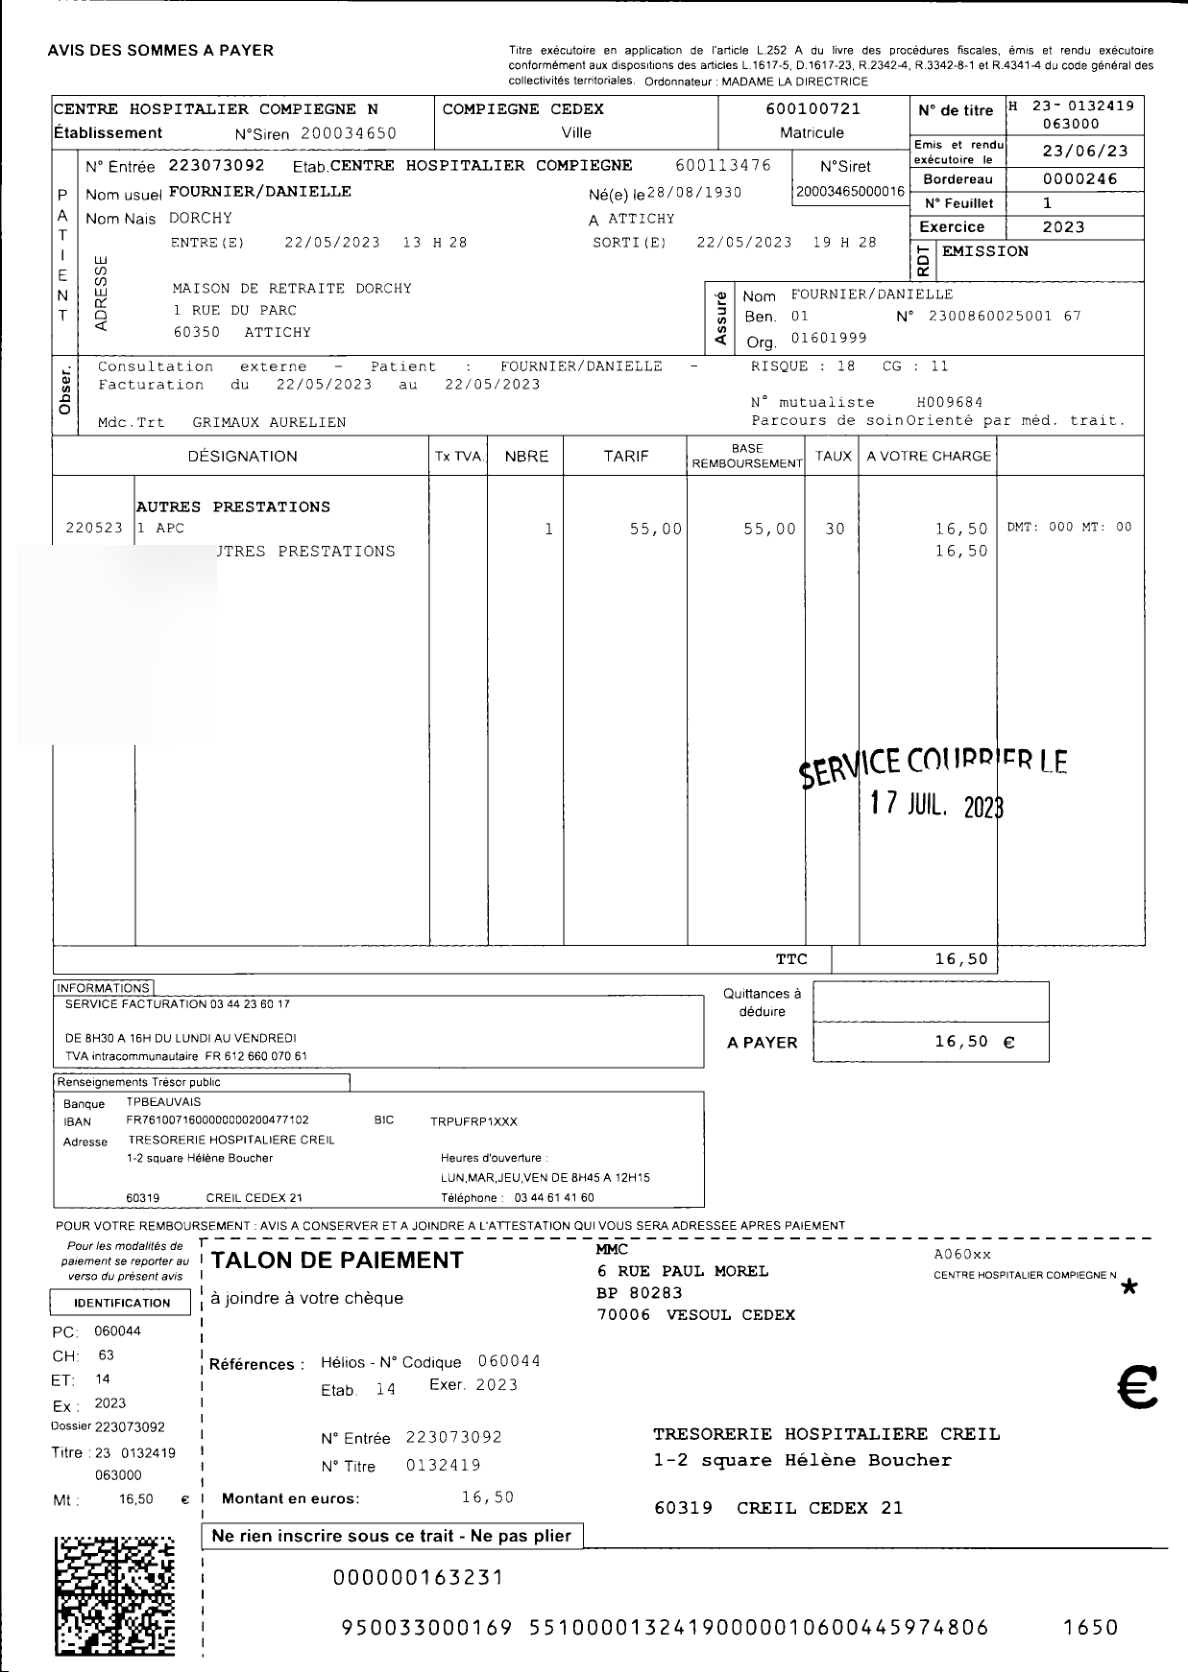 AVIS DES SOMMES A PAYER
Titre exécutoire en application de l'article L.252 A du livre des procédures fiscales, émis et rendu exécutoire
conformément aux dispositions des articles L.1617-5, D.1617-23, R.2342-4, R.3342-8-1 et R.4341-4 du code général des
collectivités territoriales. Ordonnateur : MADAME LA DIRECTRICE
CENTRE HOSPITALIER COMPIEGNE N
Établissement N°Siren 200034650
COMPIEGNE CEDEX
Ville
600100721
Matricule
N° de titre H 23- 0132419
063000
Emis et rendu
exécutoire le 23/06/23
Bordereau 0000246
N° Feuillet 1
Exercice 2023
RDT EMISSION
PATIENT
N° Entrée 223073092 Etab. CENTRE HOSPITALIER COMPIEGNE 600113476
N°Siret
20003465000016
Nom usuel FOURNIER/DANIELLE Né(e) le 28/08/1930
Nom Nais DORCHY A ATTICHY
ENTRE(E) 22/05/2023 13 H 28 SORTI(E) 22/05/2023 19 H 28
ADRESSE
MAISON DE RETRAITE DORCHY
1 RUE DU PARC
60350 ATTICHY
Assuré
Nom FOURNIER/DANIELLE
Ben. 01 N° 2300860025001 67
Org. 01601999
Obser.
Consultation externe - Patient : FOURNIER/DANIELLE - RISQUE : 18 CG : 11
Facturation du 22/05/2023 au 22/05/2023
N° mutualiste H009684
Mdc.Trt GRIMAUX AURELIEN Parcours de soinOrienté par méd. trait.
DÉSIGNATION Tx TVA. NBRE TARIF BASE REMBOURSEMENT TAUX A VOTRE CHARGE
AUTRES PRESTATIONS
220523 1 APC 1 55,00 55,00 30 16,50 DMT: 000 MT: 00
UTRES PRESTATIONS 16,50
SERVICE COURRIER LE
17 JUIL. 2023
TTC 16,50
INFORMATIONS
SERVICE FACTURATION 03 44 23 60 17
DE 8H30 A 16H DU LUNDI AU VENDREDI
TVA intracommunautaire FR 612 660 070 61
Quittances à
déduire
A PAYER 16,50 €
Renseignements Trésor public
Banque TPBEAUVAIS
IBAN FR7610071600000000200477102 BIC TRPUFRP1XXX
Adresse TRESORERIE HOSPITALIERE CREIL
1-2 square Hélène Boucher Heures d'ouverture :
LUN,MAR,JEU,VEN DE 8H45 A 12H15
60319 CREIL CEDEX 21 Téléphone : 03 44 61 41 60
POUR VOTRE REMBOURSEMENT : AVIS A CONSERVER ET A JOINDRE A L'ATTESTATION QUI VOUS SERA ADRESSEE APRES PAIEMENT
Pour les modalités de
paiement se reporter au
verso du présent avis
IDENTIFICATION
PC: 060044
CH: 63
ET: 14
Ex : 2023
Dossier 223073092
Titre : 23 0132419
063000
Mt : 16,50 €
TALON DE PAIEMENT
à joindre à votre chèque
MMC
6 RUE PAUL MOREL
BP 80283
70006 VESOUL CEDEX
A060xx
CENTRE HOSPITALIER COMPIEGNE N
*
Références : Hélios - N° Codique 060044
Etab. 14 Exer. 2023
€
N° Entrée 223073092
N° Titre 0132419
Montant en euros: 16,50
TRESORERIE HOSPITALIERE CREIL
1-2 square Hélène Boucher
60319 CREIL CEDEX 21
Ne rien inscrire sous ce trait - Ne pas plier
000000163231
950033000169 551000013241900000010600445974806 1650